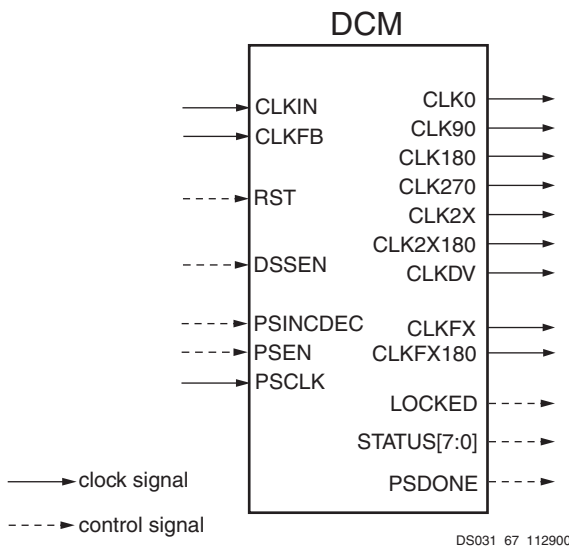 DCM
CLKIN
CLKFB
RST
DSSEN
PSINCDEC
PSEN
PSCLK
CLK0
CLK90
CLK180
CLK270
CLK2X
CLK2X180
CLKDV
CLKFX
CLKFX180
LOCKED
STATUS[7:0]
PSDONE
clock signal
control signal
DS031_67_112900